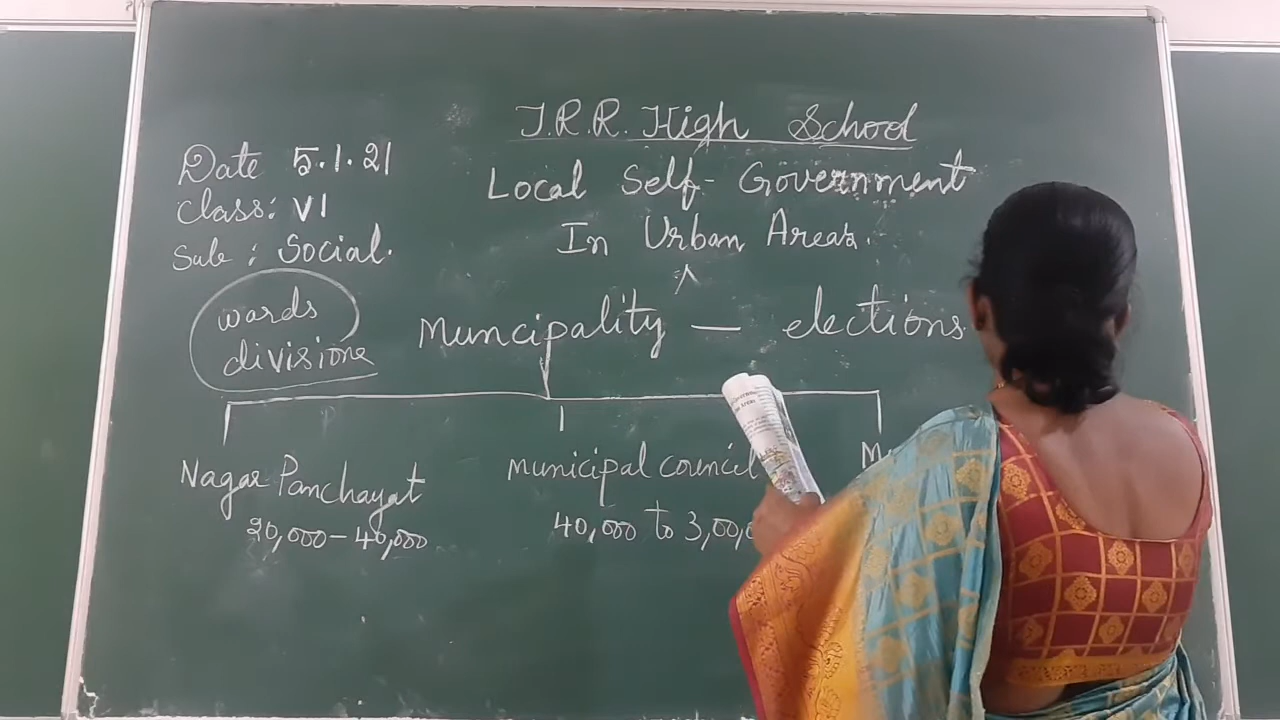 J.R.R. High School
Date 5.1.21
Class: VI
Sub : Social.
Local Self-Government
In Urban Areas.
^
wards
divisions
Muncipality — elections
Nagar Panchayat
20,000-40,000
Municipal council
40,000 to 3,00,0
M